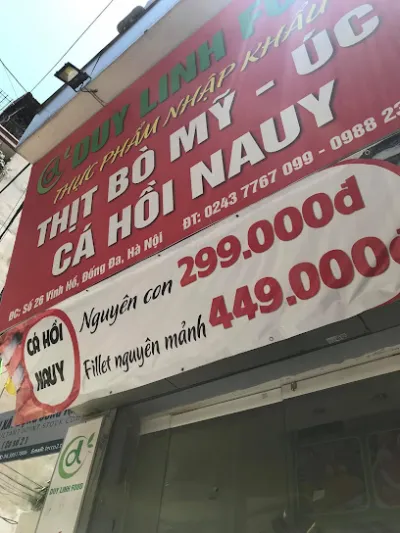 DUY LINH FO
THỰC PHẨM NHẬP KHẨU
THỊT BÒ MỸ - ÚC
CÁ HỒI NAUY
ĐC: Số 26 Vĩnh Hồ, Đống Đa, Hà Nội
ĐT: 0243 7767 099 - 0988 23
CÁ HỒI
NAUY
Nguyên con 299.000đ
Fillet nguyên mảnh 449.000đ
DUY LINH FOOD